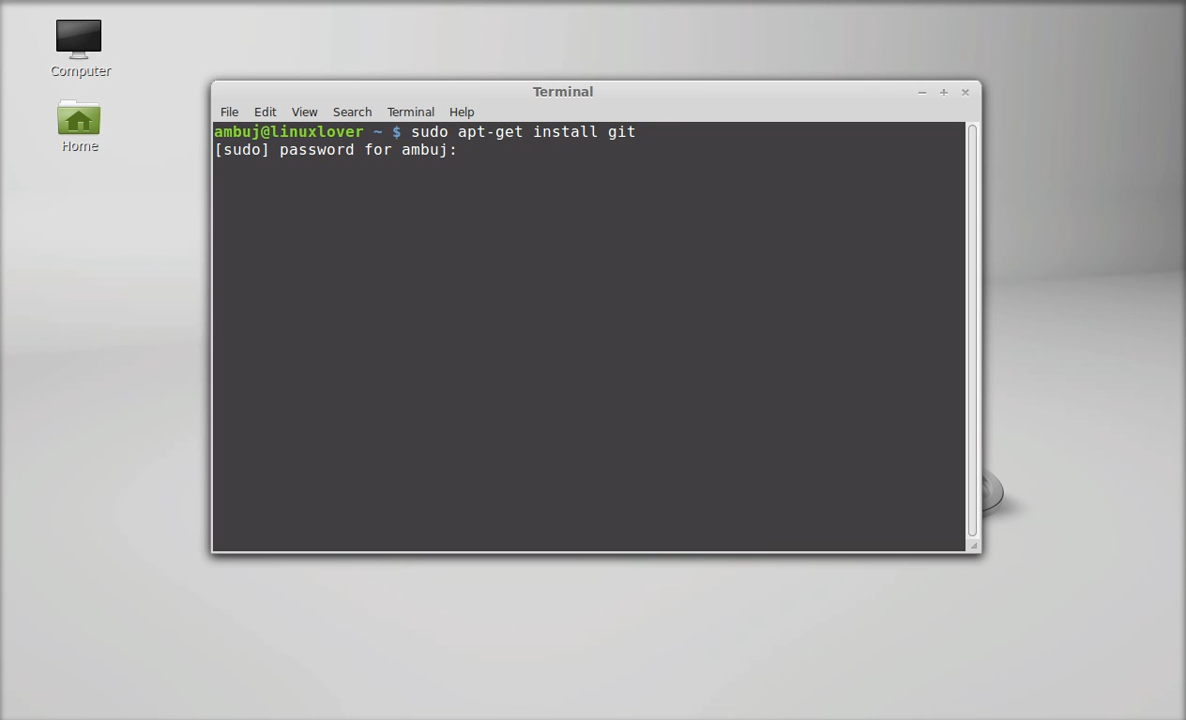 Computer
Home
Terminal
File Edit View Search Terminal Help
ambuj@linuxlover ~ $ sudo apt-get install git
[sudo] password for ambuj: